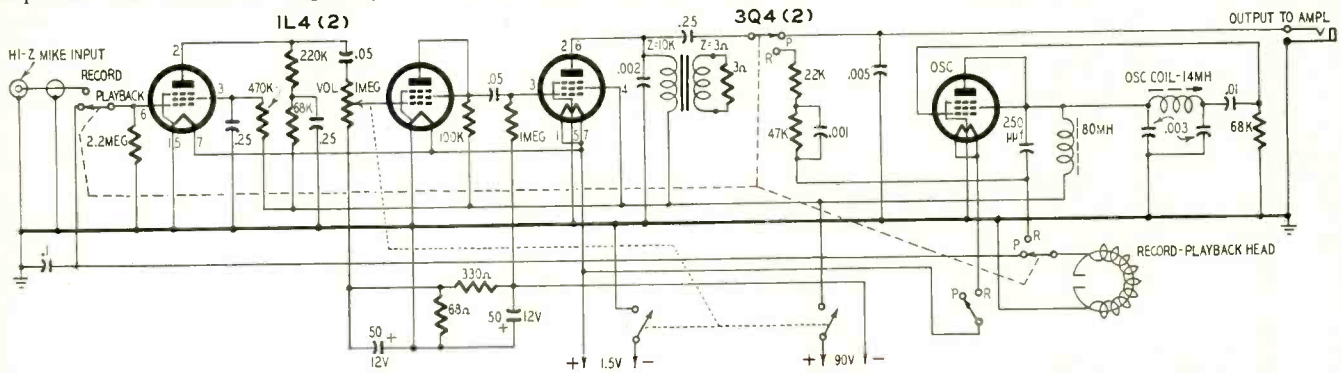 1L4 (2)
3Q4 (2)
HI-Z MIKE INPUT
RECORD
PLAYBACK
2
6
3
1,5
7
2.2MEG
.25
470K
220K
68K
.25
.05
VOL
1MEG
100K
.05
1MEG
2
6
3
4
1
5
7
.002
Z=10K
.25
Z=3Ω
3Ω
P
R
22K
47K
.001
.005
OSC
250
μμf
80MH
OSC COIL-14MH
.003
.01
68K
OUTPUT TO AMPL
.1
330Ω
68Ω
50
12V
50
12V
+
+
+ 1.5V -
+ 90V -
P
R
P
R
RECORD-PLAYBACK HEAD